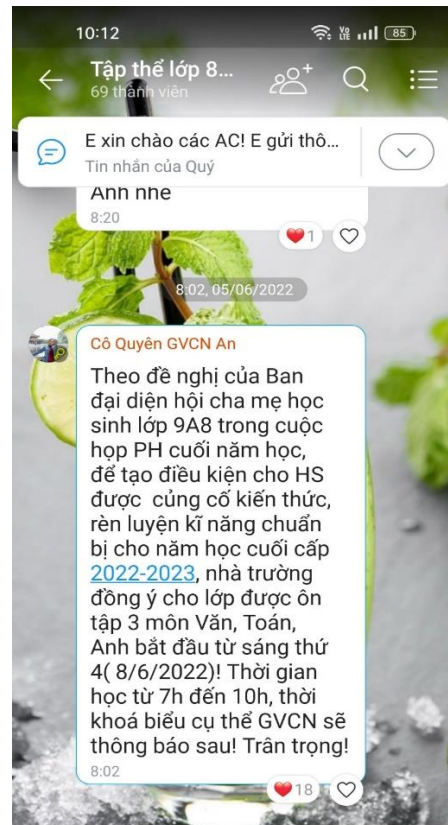 10:12
Vo
LTE
85
Tập thể lớp 8...
69 thành viên
E xin chào các AC! E gửi thô...
Tin nhắn của Quý
Anh nhé
8:20
1
8:02, 05/06/2022
Cô Quyên GVCN An
Theo đề nghị của Ban
đại diện hội cha mẹ học
sinh lớp 9A8 trong cuộc
họp PH cuối năm học,
để tạo điều kiện cho HS
được củng cố kiến thức,
rèn luyện kĩ năng chuẩn
bị cho năm học cuối cấp
2022-2023, nhà trường
đồng ý cho lớp được ôn
tập 3 môn Văn, Toán,
Anh bắt đầu từ sáng thứ
4( 8/6/2022)! Thời gian
học từ 7h đến 10h, thời
khoá biểu cụ thể GVCN sẽ
thông báo sau! Trân trọng!
8:02
18